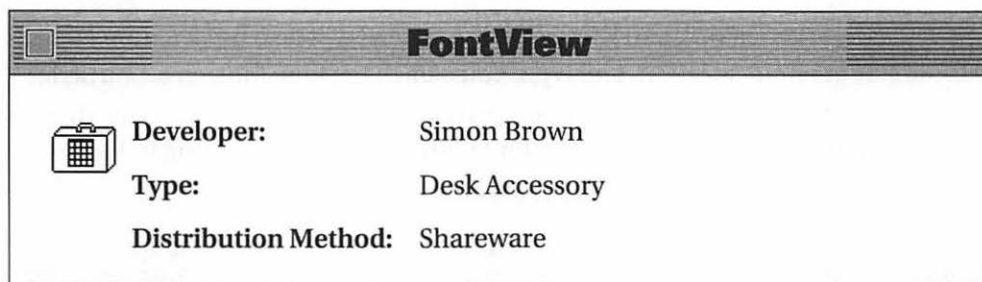 FontView
Developer: Simon Brown
Type: Desk Accessory
Distribution Method: Shareware